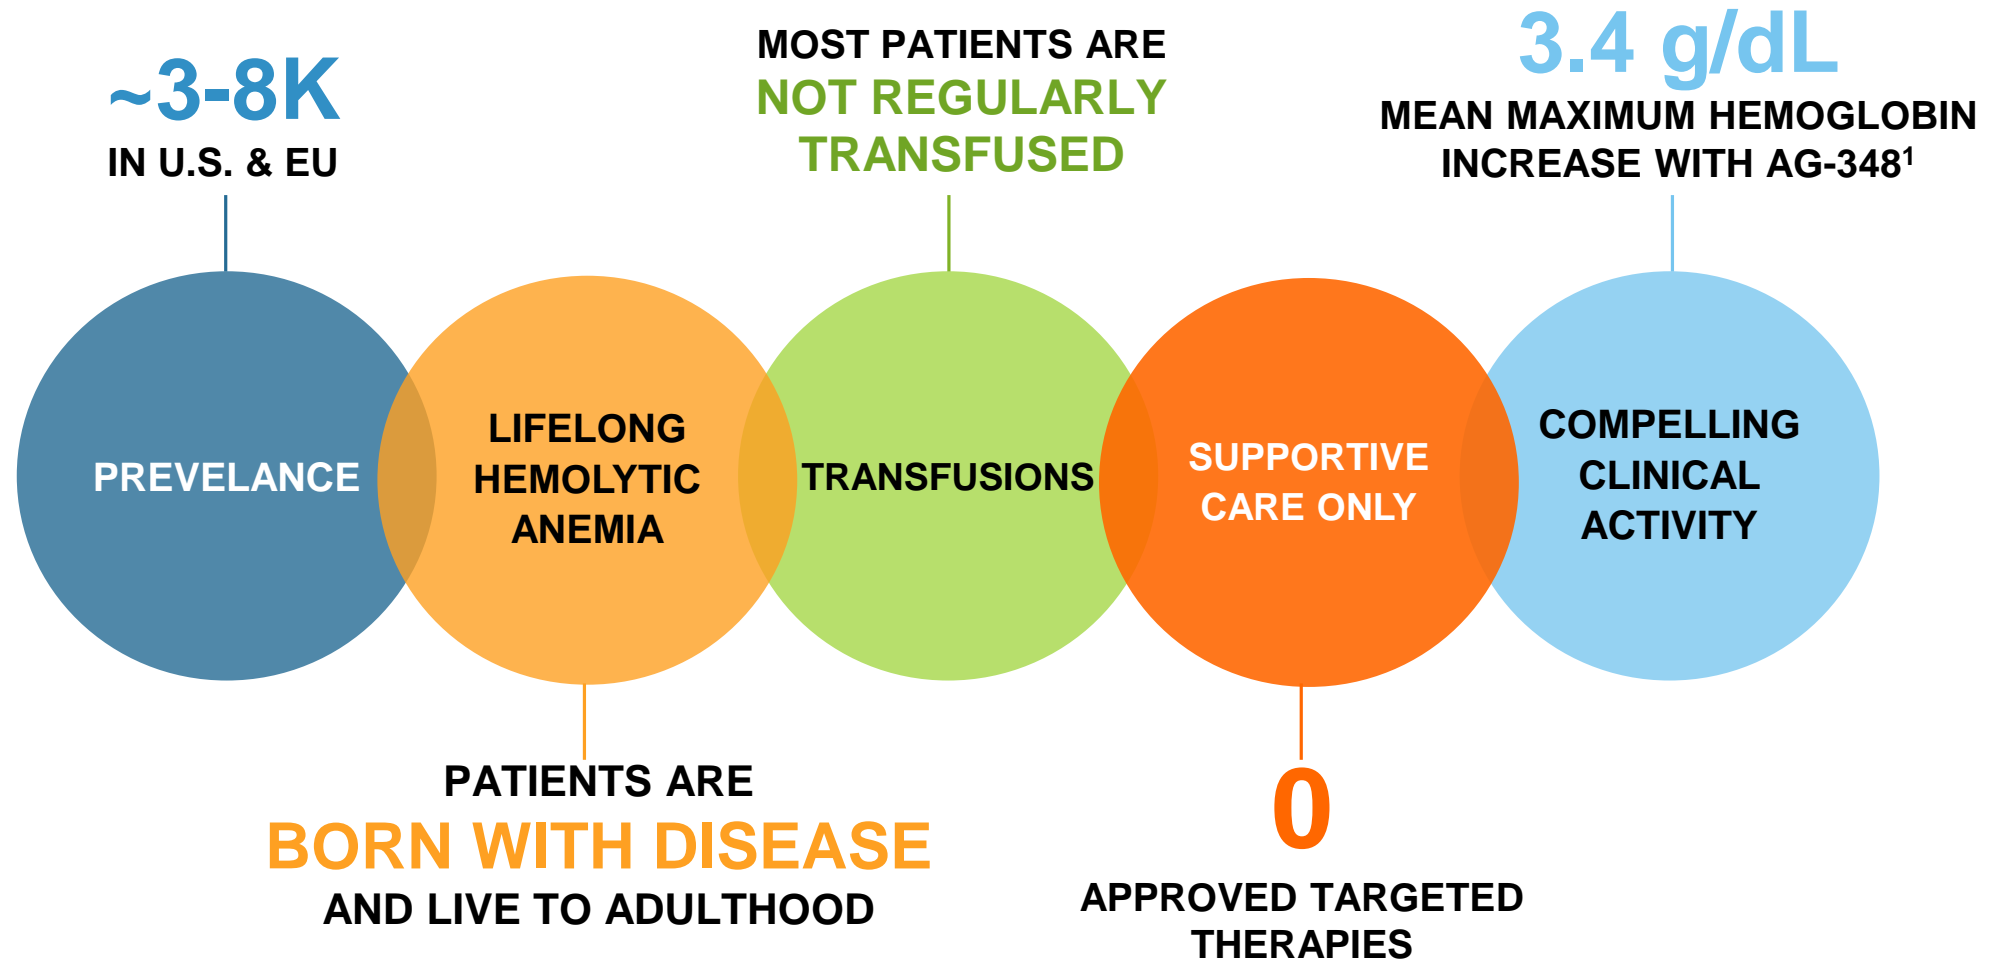 ~3-8K
IN U.S. & EU
MOST PATIENTS ARE
NOT REGULARLY
TRANSFUSED
3.4 g/dL
MEAN MAXIMUM HEMOGLOBIN
INCREASE WITH AG-348¹
PREVELANCE
LIFELONG
HEMOLYTIC
ANEMIA
TRANSFUSIONS
SUPPORTIVE
CARE ONLY
COMPELLING
CLINICAL
ACTIVITY
PATIENTS ARE
BORN WITH DISEASE
AND LIVE TO ADULTHOOD
0
APPROVED TARGETED
THERAPIES